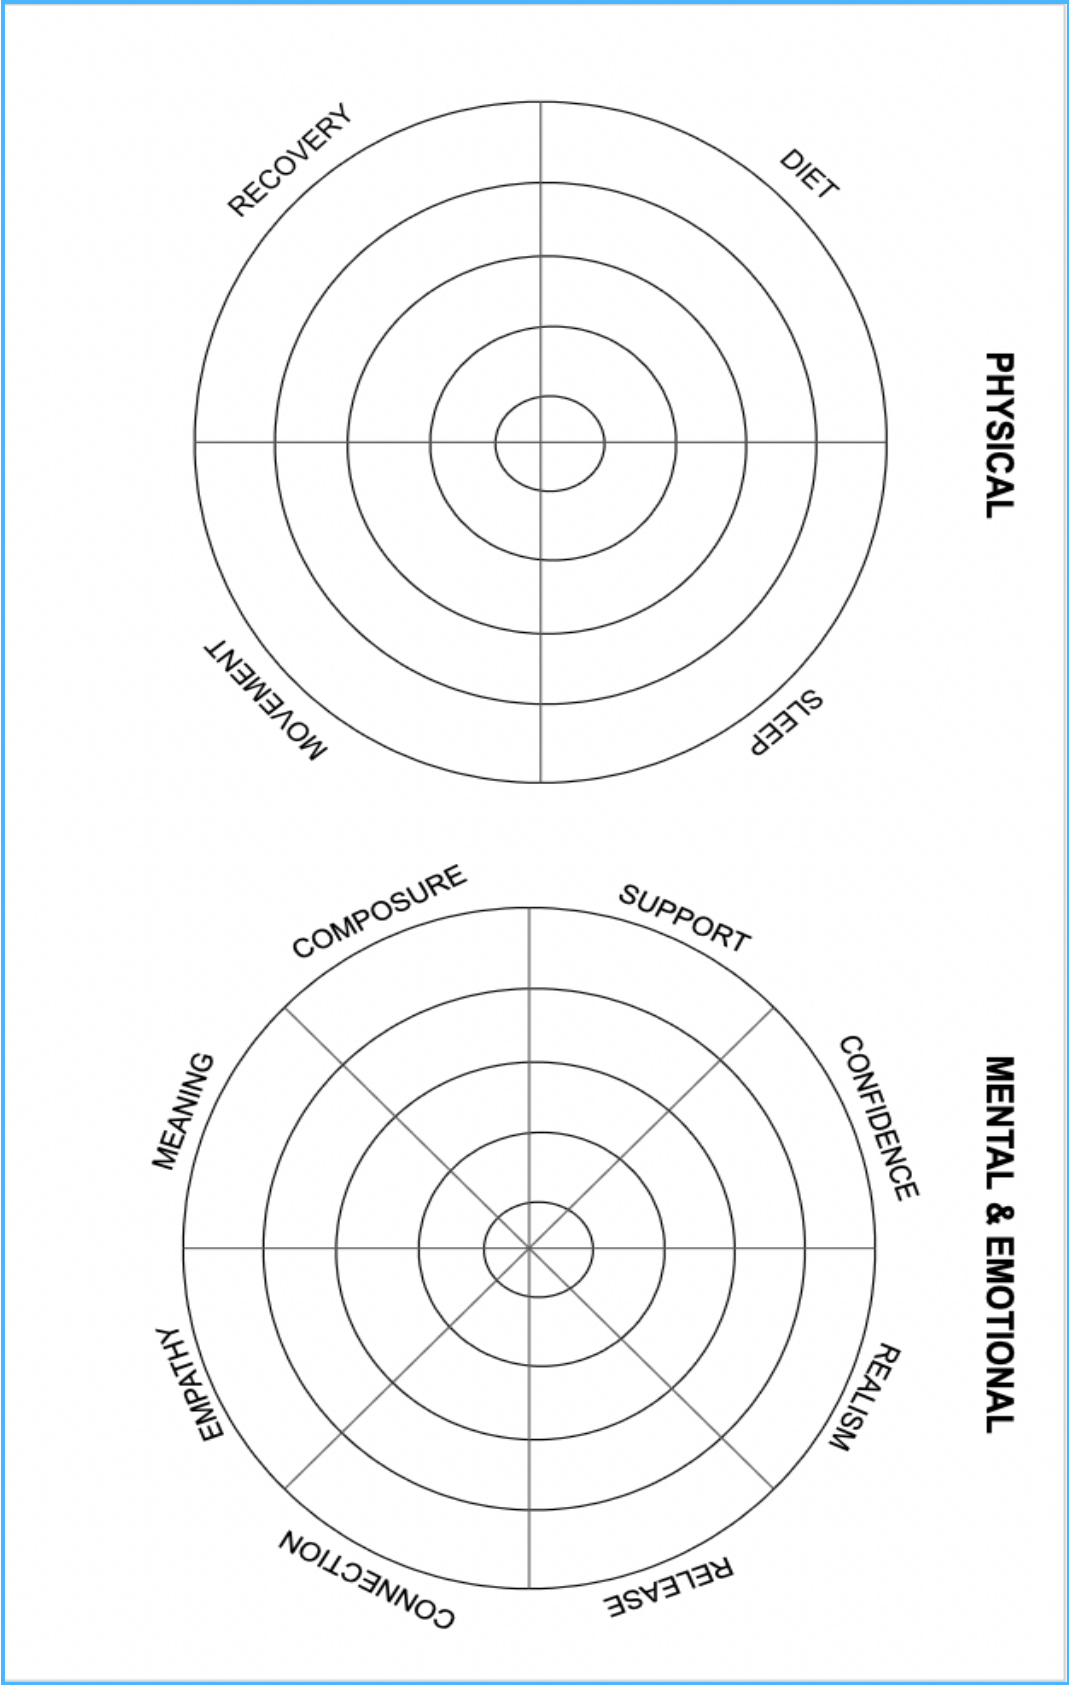 PHYSICAL
RECOVERY
DIET
SLEEP
MOVEMENT
MENTAL & EMOTIONAL
COMPOSURE
SUPPORT
CONFIDENCE
REALISM
RELEASE
CONNECTION
EMPATHY
MEANING